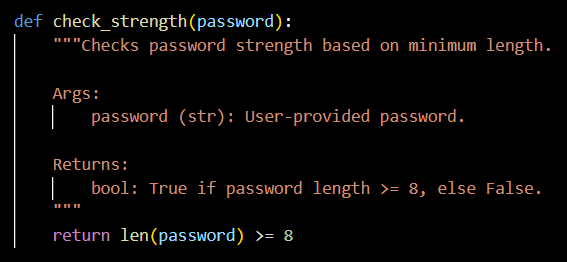 def check_strength(password):
    """Checks password strength based on minimum length.

    Args:
        password (str): User-provided password.

    Returns:
        bool: True if password length >= 8, else False.
    """
    return len(password) >= 8